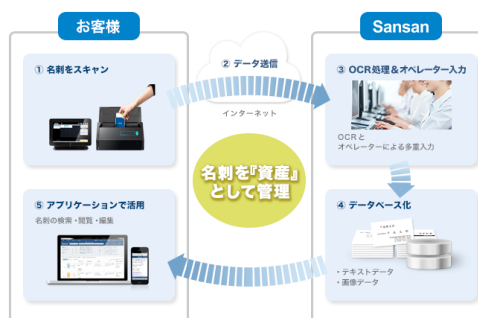 お客様
Sansan
① 名刺をスキャン
② データ送信
インターネット
③ OCR処理＆オペレーター入力
OCRと
オペレーターによる多重入力
名刺を『資産』
として管理
④ データベース化
・テキストデータ
・画像データ
⑤ アプリケーションで活用
名刺の検索・閲覧・編集